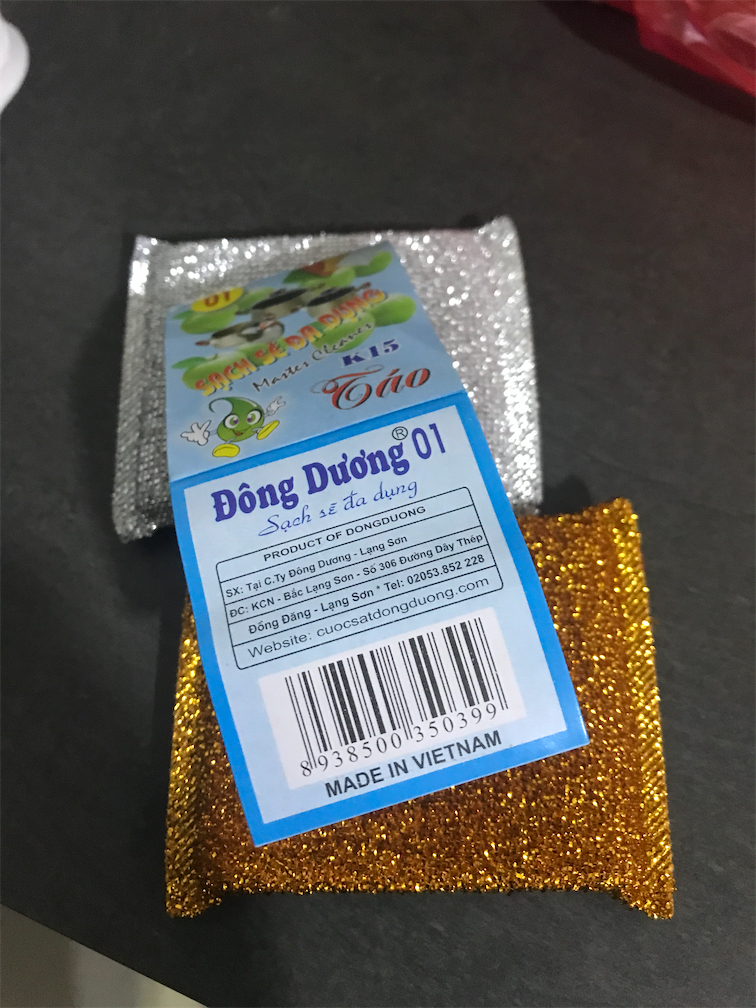 01
SẠCH SẼ ĐA DỤNG
Master Cleaner
K15
Táo
Đông Dương® 01
Sạch sẽ đa dụng
PRODUCT OF DONGDUONG
SX: Tại C.Ty Đông Dương - Lạng Sơn
ĐC: KCN - Bắc Lạng Sơn - Số 306 Đường Dây Thép
Đồng Đăng - Lạng Sơn * Tel: 02053.852 228
Website: cuocsatdongduong.com
8 938500 350399
MADE IN VIETNAM